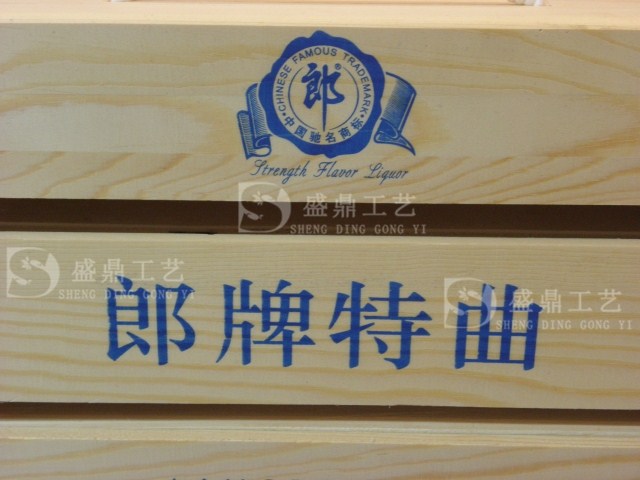 CHINESE FAMOUS TRADEMARK
郎®
中国驰名商标
Strength Flavor Liquor
盛鼎工艺
SHENG DING GONG YI
盛鼎工艺
SHENG DING GONG YI
盛鼎工艺
SHENG DING GONG YI
郎牌特曲